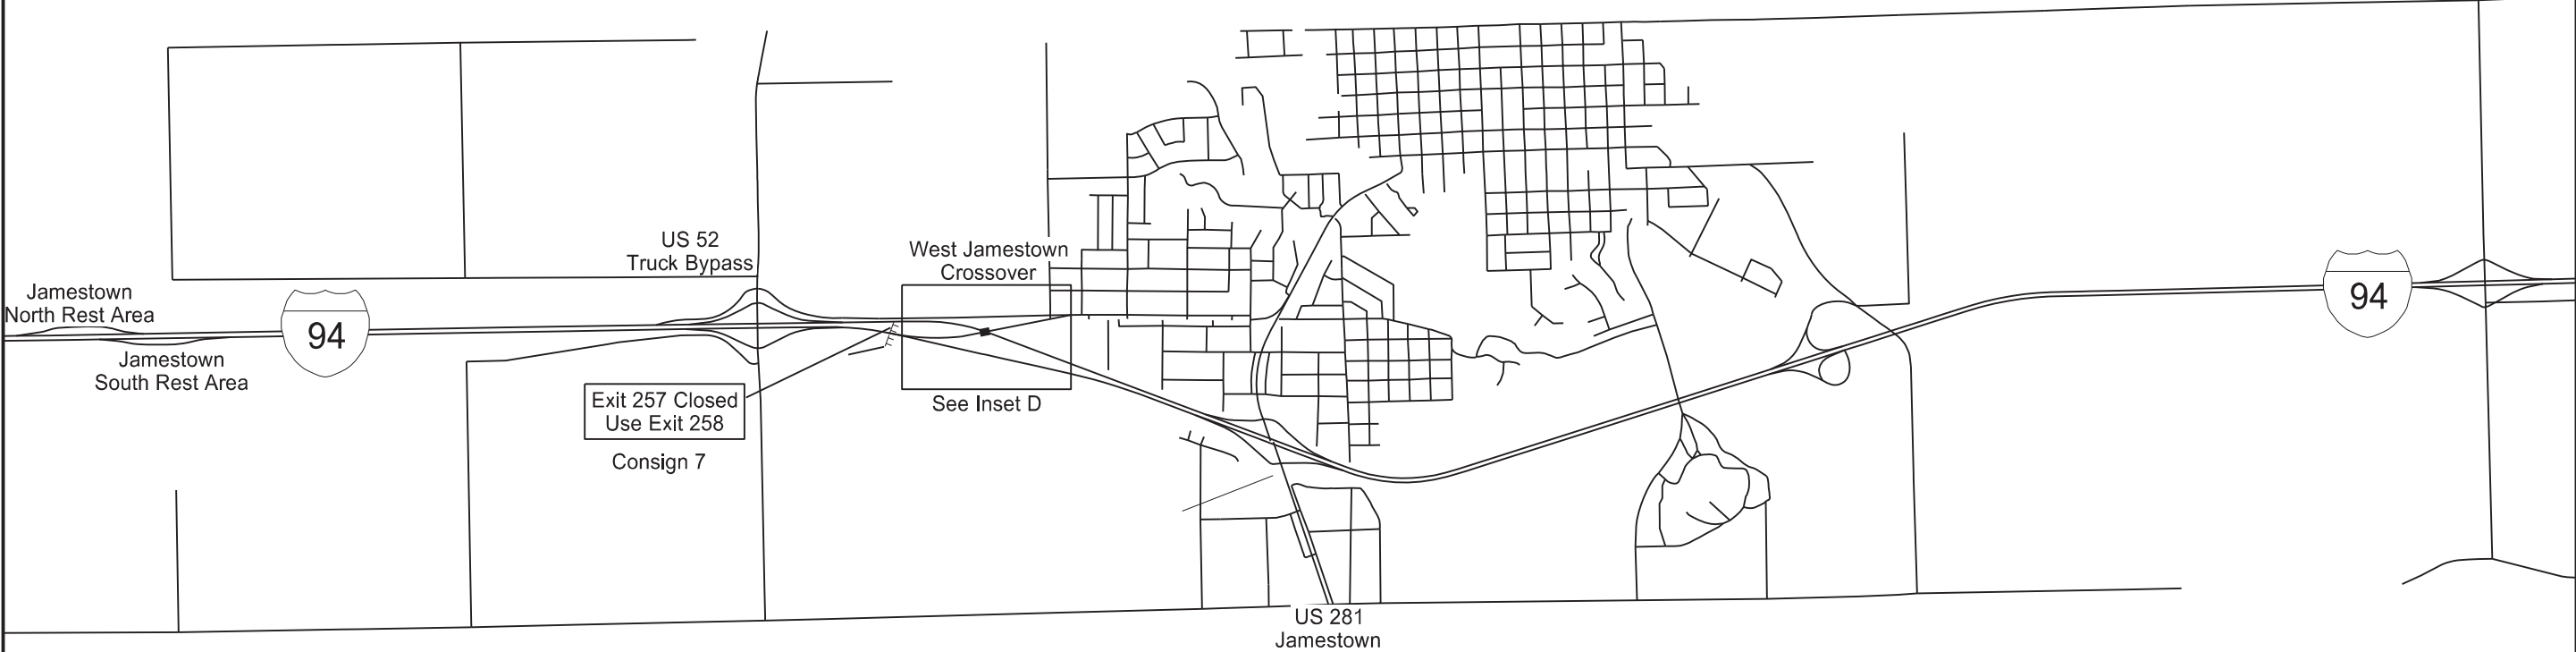 US 52
Truck Bypass
West Jamestown
Crossover
Jamestown
North Rest Area
94
94
Jamestown
South Rest Area
Exit 257 Closed
Use Exit 258
See Inset D
Consign 7
US 281
Jamestown